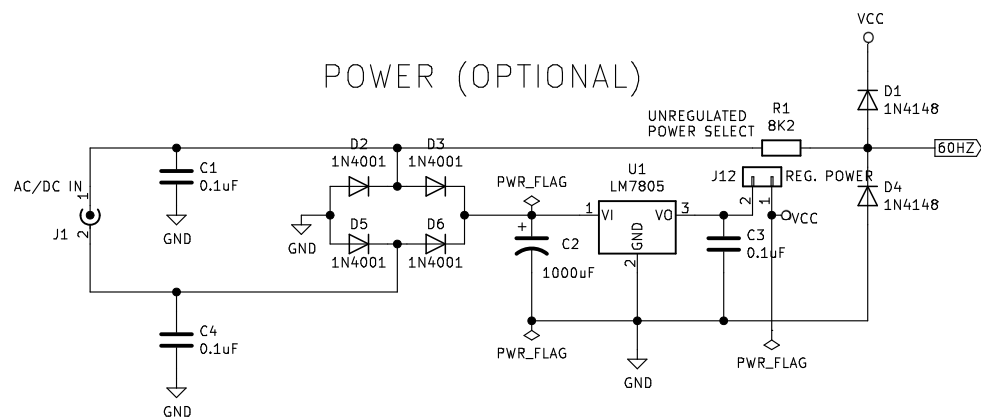 VCC
POWER (OPTIONAL)
D1
1N4148
R1
8K2
UNREGULATED
POWER SELECT
60HZ
D2
1N4001
D3
1N4001
C1
0.1uF
U1
LM7805
J12
REG. POWER
AC/DC IN
1
2
J1
PWR_FLAG
D4
1N4148
GND
GND
1
VI
VO
3
GND
2
2
1
VCC
D5
1N4001
D6
1N4001
+
C2
1000uF
C3
0.1uF
C4
0.1uF
PWR_FLAG
PWR_FLAG
GND
GND